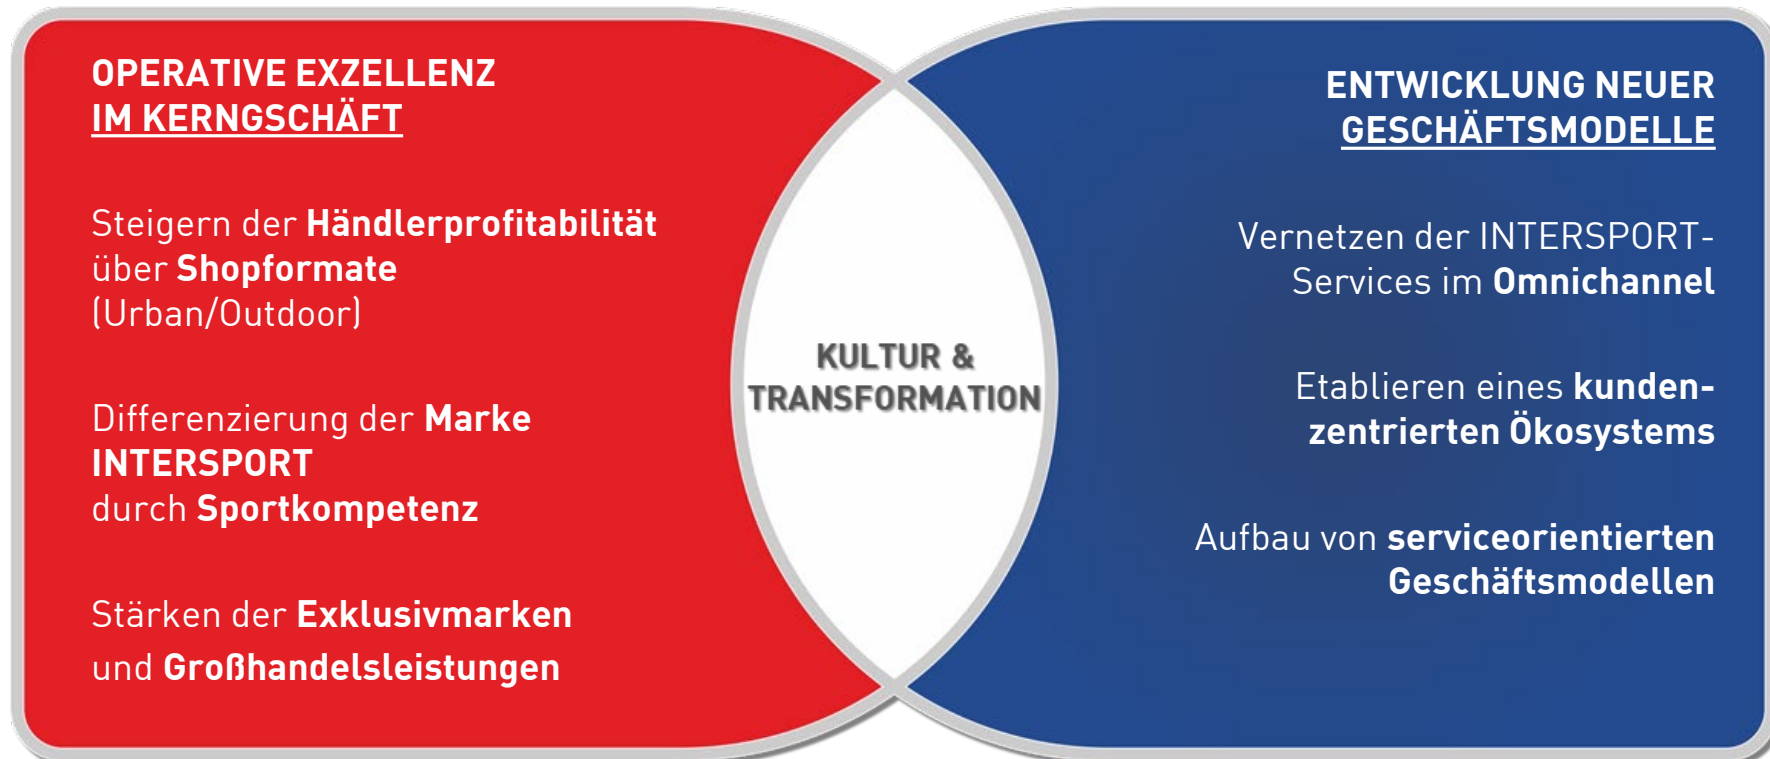 OPERATIVE EXZELLENZ
IM KERNGSCHÄFT
Steigern der Händlerprofitabilität
über Shopformate
(Urban/Outdoor)
Differenzierung der Marke
INTERSPORT
durch Sportkompetenz
Stärken der Exklusivmarken
und Großhandelsleistungen
KULTUR &
TRANSFORMATION
ENTWICKLUNG NEUER
GESCHÄFTSMODELLE
Vernetzen der INTERSPORT-
Services im Omnichannel
Etablieren eines kunden-
zentrierten Ökosystems
Aufbau von serviceorientierten
Geschäftsmodellen